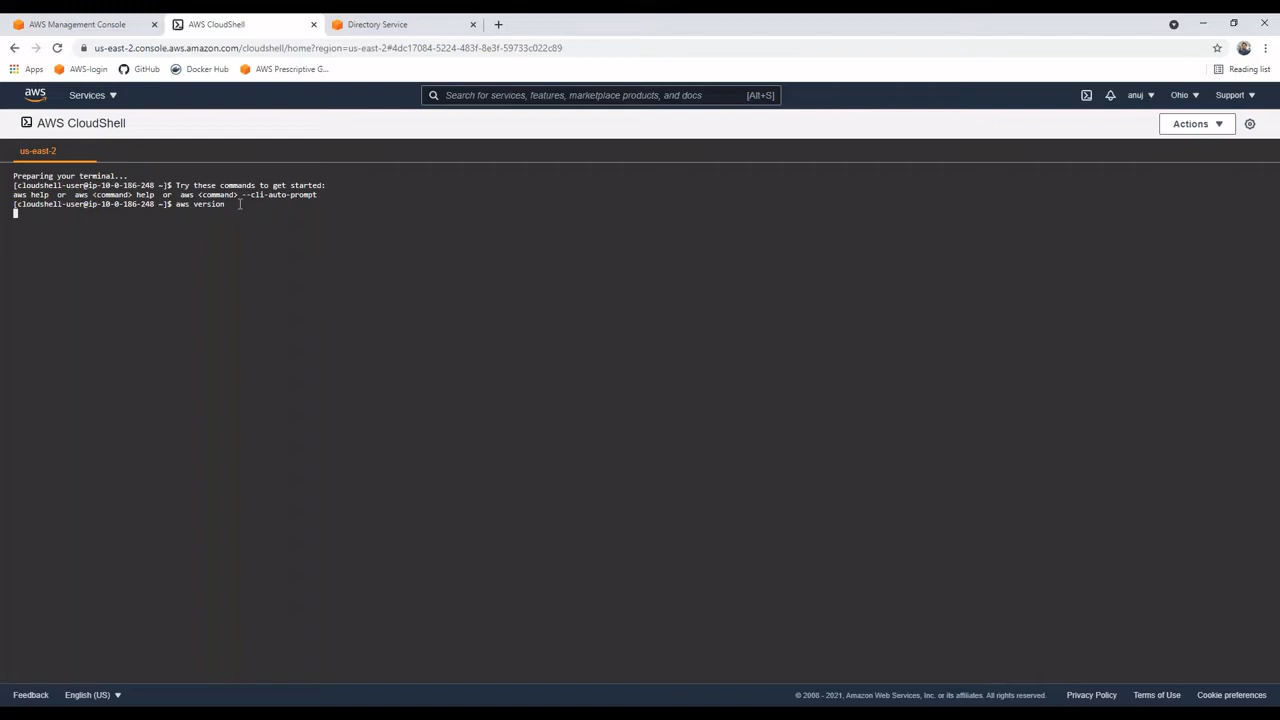 AWS Management Console
AWS CloudShell
Directory Service
us-east-2.console.aws.amazon.com/cloudshell/home?region=us-east-2#4dc17084-5224-483f-8e3f-59733c022c89
Apps
AWS-login
GitHub
Docker Hub
AWS Prescriptive G...
Reading list
aws
Services
Search for services, features, marketplace products, and docs
[Alt+S]
anuj
Ohio
Support
AWS CloudShell
Actions
us-east-2
Preparing your terminal...
[cloudshell-user@ip-10-0-186-248 ~]$ Try these commands to get started:
aws help  or  aws <command> help  or  aws <command> --cli-auto-prompt
[cloudshell-user@ip-10-0-186-248 ~]$ aws version
Feedback
English (US)
© 2008 - 2021, Amazon Web Services, Inc. or its affiliates. All rights reserved.
Privacy Policy
Terms of Use
Cookie preferences